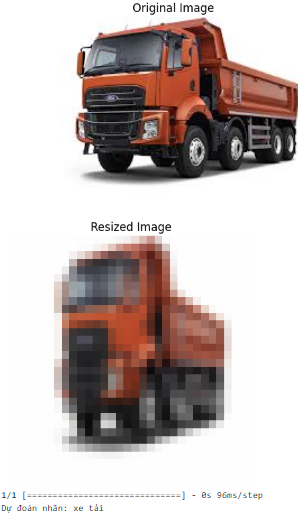 Original Image
Resized Image
1/1 [==============================] - 0s 96ms/step
Dự đoán nhãn: xe tải